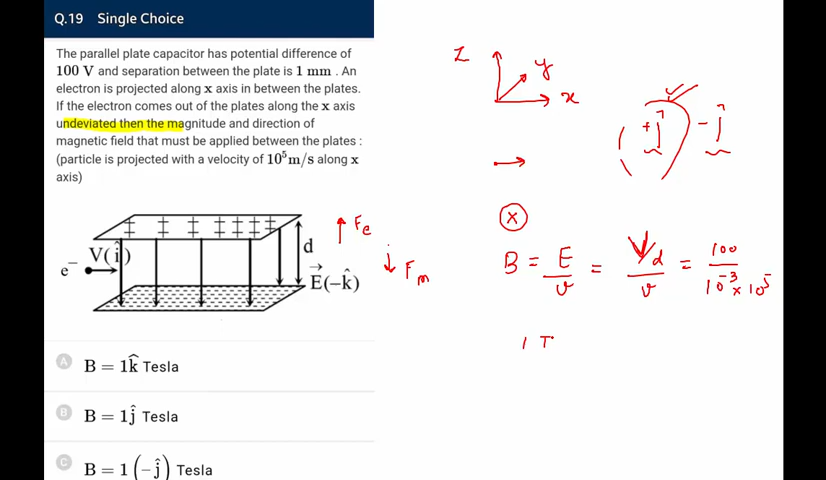 Q.19 Single Choice
The parallel plate capacitor has potential difference of
100 V and separation between the plate is 1 mm . An
electron is projected along x axis in between the plates.
If the electron comes out of the plates along the x axis
undeviated then the magnitude and direction of
magnetic field that must be applied between the plates :
(particle is projected with a velocity of 10⁵m/s along x
axis)
V(î)
e⁻
d
E⃗(−k̂)
Fe
Fm
A B = 1k̂ Tesla
B B = 1ĵ Tesla
C B = 1 (−ĵ) Tesla
Z
y
x
+ĵ
−ĵ
x
B = E/v = V/d/v = 100/10⁻³×10⁵
1 T